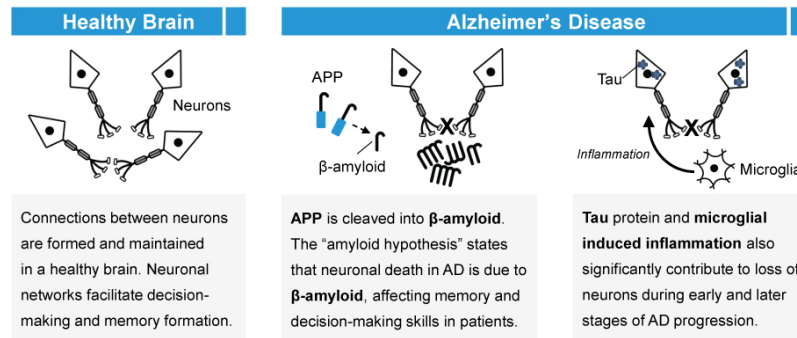 Healthy Brain
Alzheimer's Disease
Neurons
APP
β-amyloid
X
Tau
X
Inflammation
Microglia
Connections between neurons
are formed and maintained
in a healthy brain. Neuronal
networks facilitate decision-
making and memory formation.
APP is cleaved into β-amyloid.
The "amyloid hypothesis" states
that neuronal death in AD is due to
β-amyloid, affecting memory and
decision-making skills in patients.
Tau protein and microglial
induced inflammation also
significantly contribute to loss of
neurons during early and later
stages of AD progression.